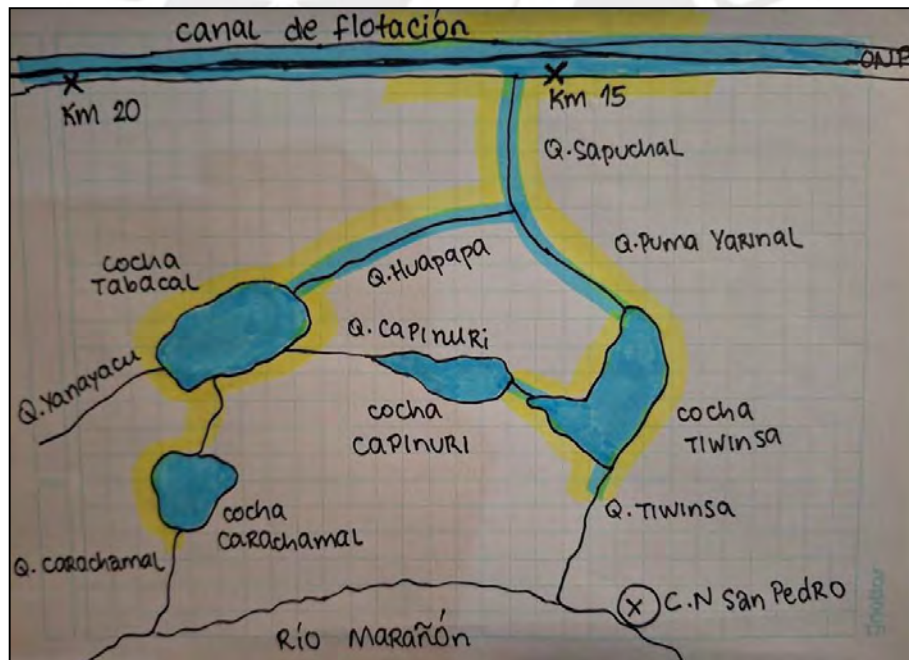 canal de flotación
ONP
Km 20
Km 15
Q. Sapuchal
Q. Puma Yarinal
cocha
Tabacal
Q. Huapapa
Q. CAPINURI
Q. Yanayacu
cocha
CAPINURI
cocha
TIWINSA
cocha
CARACHAMAL
Q. TIWINSA
Q. CARACHAMAL
C.N San Pedro
Río MARAÑÓN